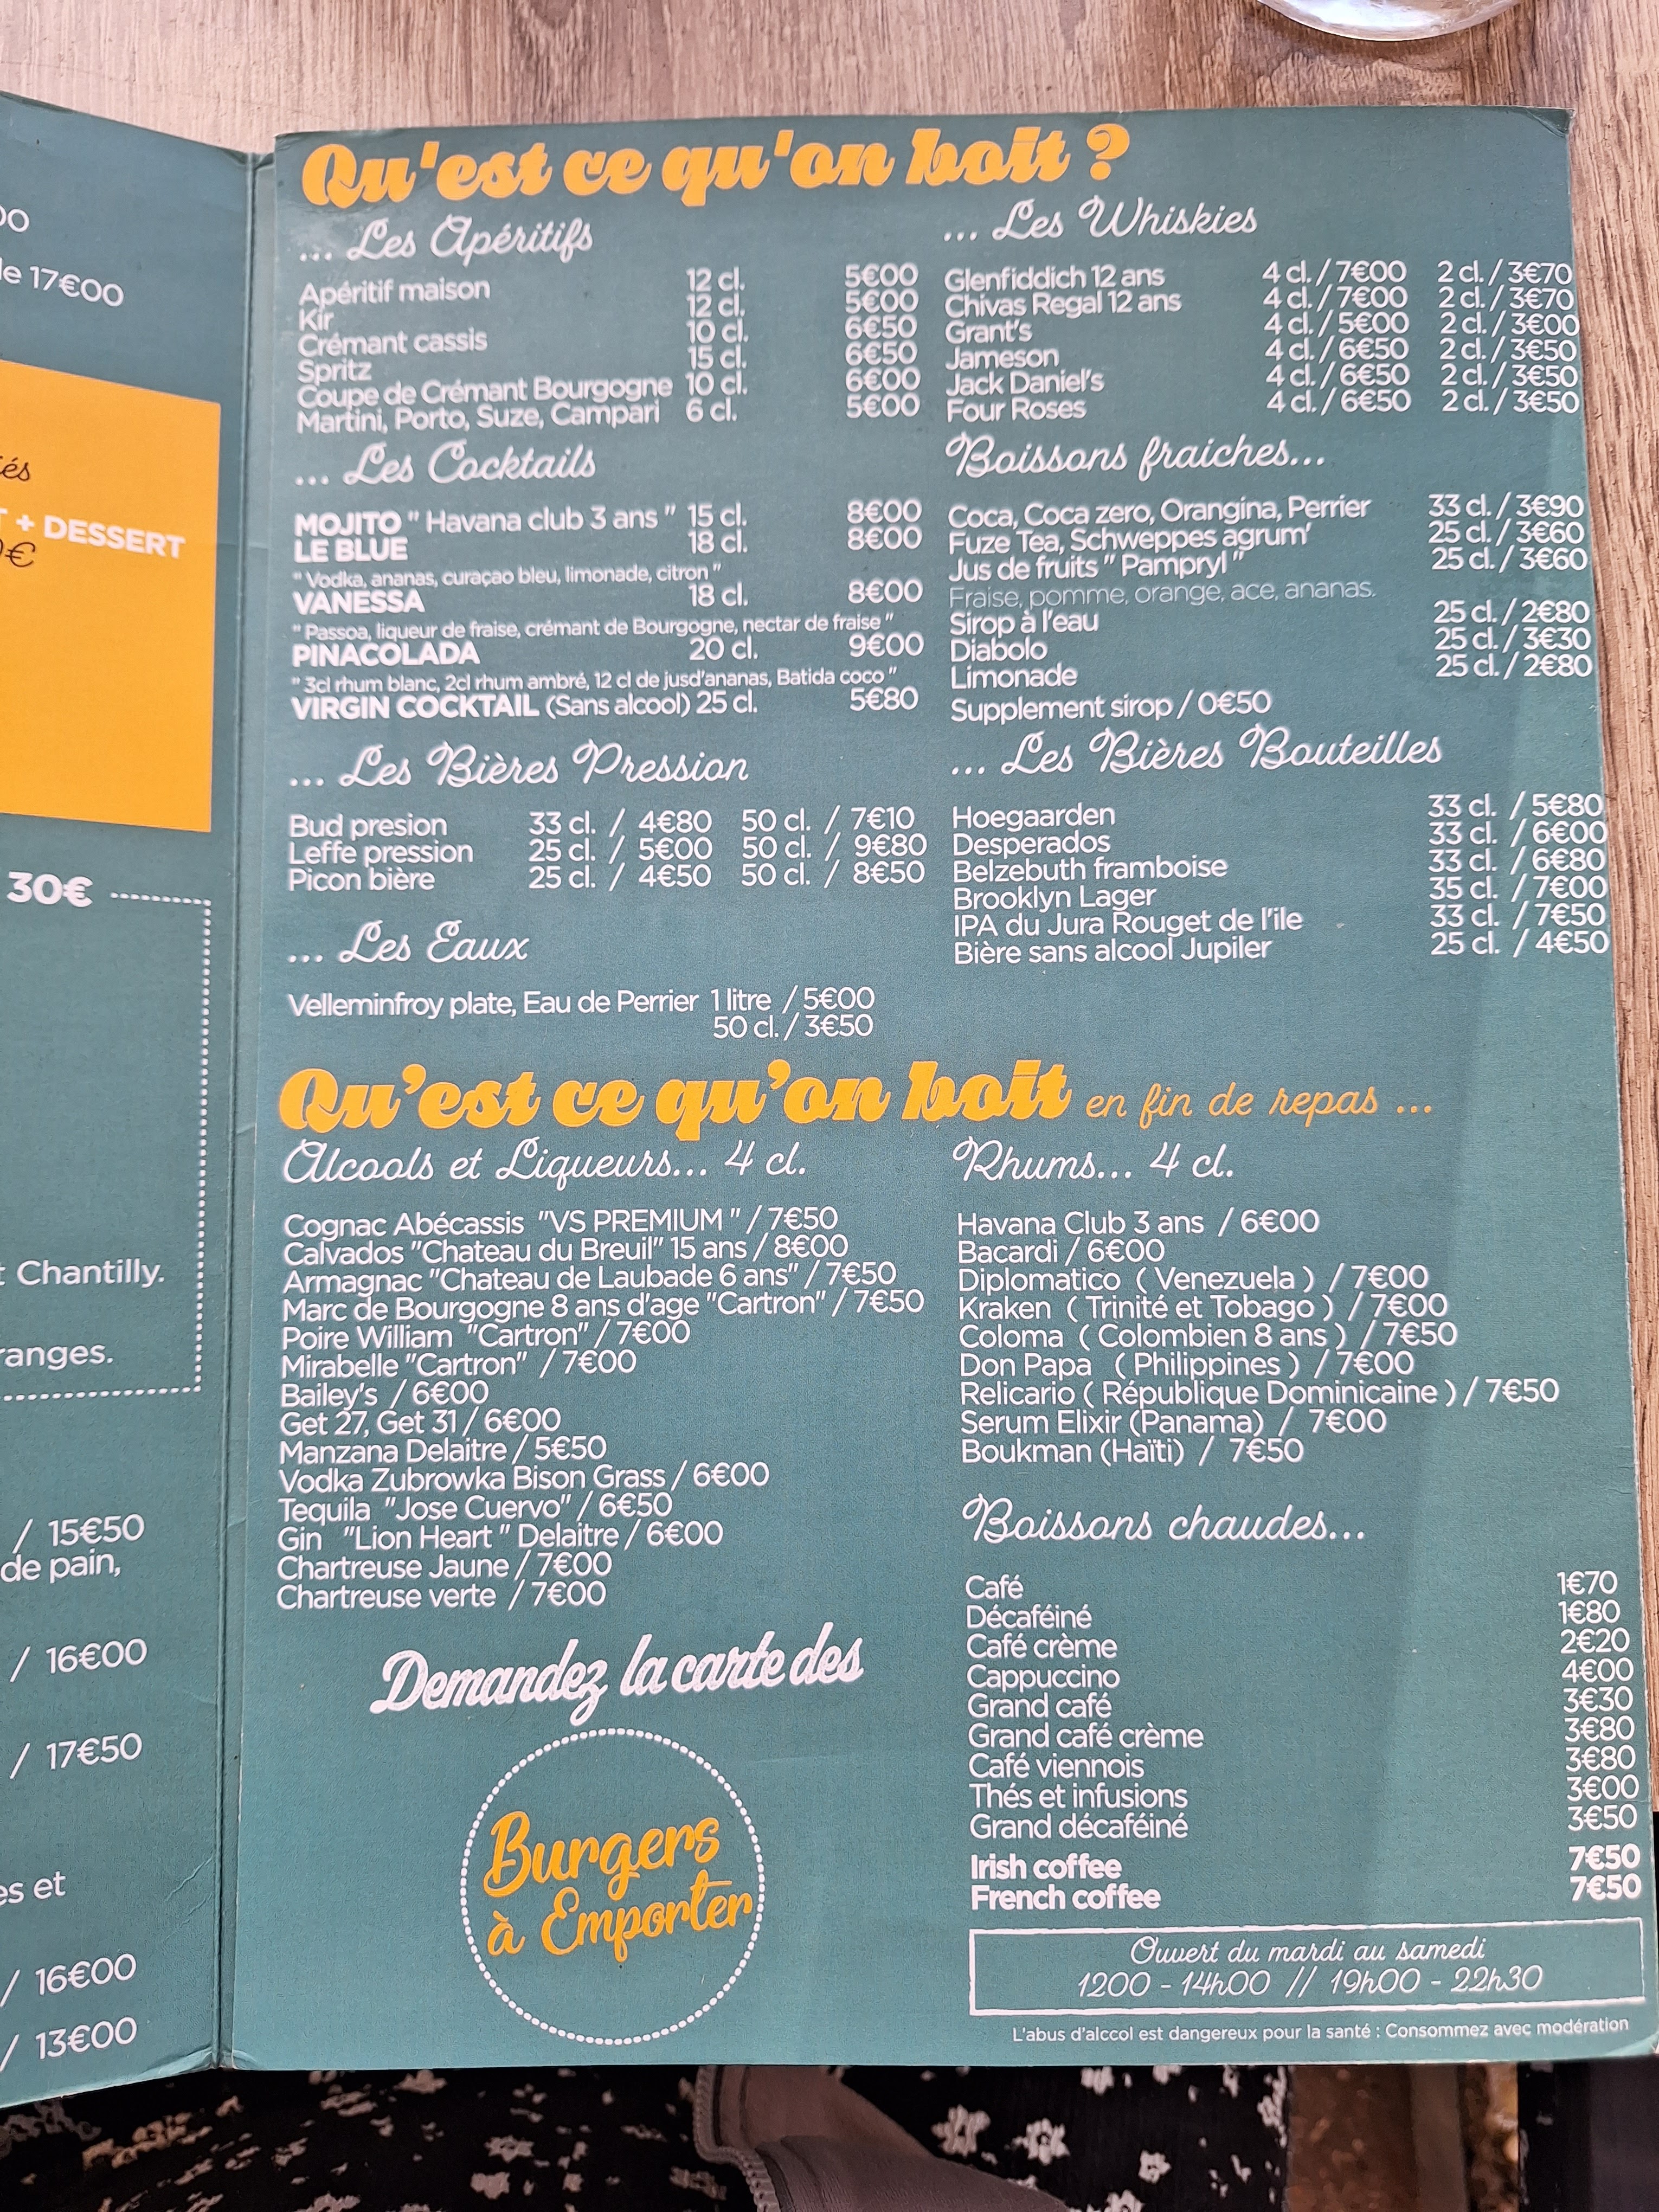 00
le 17€00
és
+ DESSERT
€
30€
Chantilly.
ranges.
/ 15€50
de pain,
/ 16€00
/ 17€50
es et
/ 16€00
/ 13€00
Qu'est ce qu'on boit ?
... Les Apéritifs
Apéritif maison 12 cl. 5€00
Kir 12 cl. 5€00
Crémant cassis 10 cl. 6€50
Spritz 15 cl. 6€50
Coupe de Crémant Bourgogne 10 cl. 6€00
Martini, Porto, Suze, Campari 6 cl. 5€00
... Les Cocktails
MOJITO " Havana club 3 ans " 15 cl. 8€00
LE BLUE 18 cl. 8€00
" Vodka, ananas, curaçao bleu, limonade, citron "
VANESSA 18 cl. 8€00
" Passoa, liqueur de fraise, crémant de Bourgogne, nectar de fraise "
PINACOLADA 20 cl. 9€00
" 3cl rhum blanc, 2cl rhum ambré, 12 cl de jusd'ananas, Batida coco "
VIRGIN COCKTAIL (Sans alcool) 25 cl. 5€80
... Les Bières Pression
Bud presion 33 cl. / 4€80 50 cl. / 7€10
Leffe pression 25 cl. / 5€00 50 cl. / 9€80
Picon bière 25 cl. / 4€50 50 cl. / 8€50
... Les Eaux
Velleminfroy plate, Eau de Perrier 1 litre / 5€00
50 cl. / 3€50
... Les Whiskies
Glenfiddich 12 ans 4 cl. / 7€00 2 cl. / 3€70
Chivas Regal 12 ans 4 cl. / 7€00 2 cl. / 3€70
Grant's 4 cl. / 5€00 2 cl. / 3€00
Jameson 4 cl. / 6€50 2 cl. / 3€50
Jack Daniel's 4 cl. / 6€50 2 cl. / 3€50
Four Roses 4 cl. / 6€50 2 cl. / 3€50
Boissons fraiches...
Coca, Coca zero, Orangina, Perrier 33 cl. / 3€90
Fuze Tea, Schweppes agrum' 25 cl. / 3€60
Jus de fruits " Pampryl " 25 cl. / 3€60
Fraise, pomme, orange, ace, ananas.
Sirop à l'eau 25 cl. / 2€80
Diabolo 25 cl. / 3€30
Limonade 25 cl. / 2€80
Supplement sirop / 0€50
... Les Bières Bouteilles
Hoegaarden 33 cl. / 5€80
Desperados 33 cl. / 6€00
Belzebuth framboise 33 cl. / 6€80
Brooklyn Lager 35 cl. / 7€00
IPA du Jura Rouget de l'ile 33 cl. / 7€50
Bière sans alcool Jupiler 25 cl. / 4€50
Qu'est ce qu'on boit en fin de repas ...
Alcools et Liqueurs... 4 cl.
Cognac Abécassis "VS PREMIUM " / 7€50
Calvados "Chateau du Breuil" 15 ans / 8€00
Armagnac "Chateau de Laubade 6 ans" / 7€50
Marc de Bourgogne 8 ans d'age "Cartron" / 7€50
Poire William "Cartron" / 7€00
Mirabelle "Cartron" / 7€00
Bailey's / 6€00
Get 27, Get 31 / 6€00
Manzana Delaitre / 5€50
Vodka Zubrowka Bison Grass / 6€00
Tequila "Jose Cuervo" / 6€50
Gin "Lion Heart " Delaitre / 6€00
Chartreuse Jaune / 7€00
Chartreuse verte / 7€00
Demandez la carte des
Burgers
à Emporter
Rhums... 4 cl.
Havana Club 3 ans / 6€00
Bacardi / 6€00
Diplomatico ( Venezuela ) / 7€00
Kraken ( Trinité et Tobago ) / 7€00
Coloma ( Colombien 8 ans ) / 7€50
Don Papa ( Philippines ) / 7€00
Relicario ( République Dominicaine ) / 7€50
Serum Elixir (Panama) / 7€00
Boukman (Haïti) / 7€50
Boissons chaudes...
Café 1€70
Décaféiné 1€80
Café crème 2€20
Cappuccino 4€00
Grand café 3€30
Grand café crème 3€80
Café viennois 3€80
Thés et infusions 3€00
Grand décaféiné 3€50
Irish coffee 7€50
French coffee 7€50
Ouvert du mardi au samedi
1200 - 14h00 // 19h00 - 22h30
L'abus d'alccol est dangereux pour la santé : Consommez avec modération